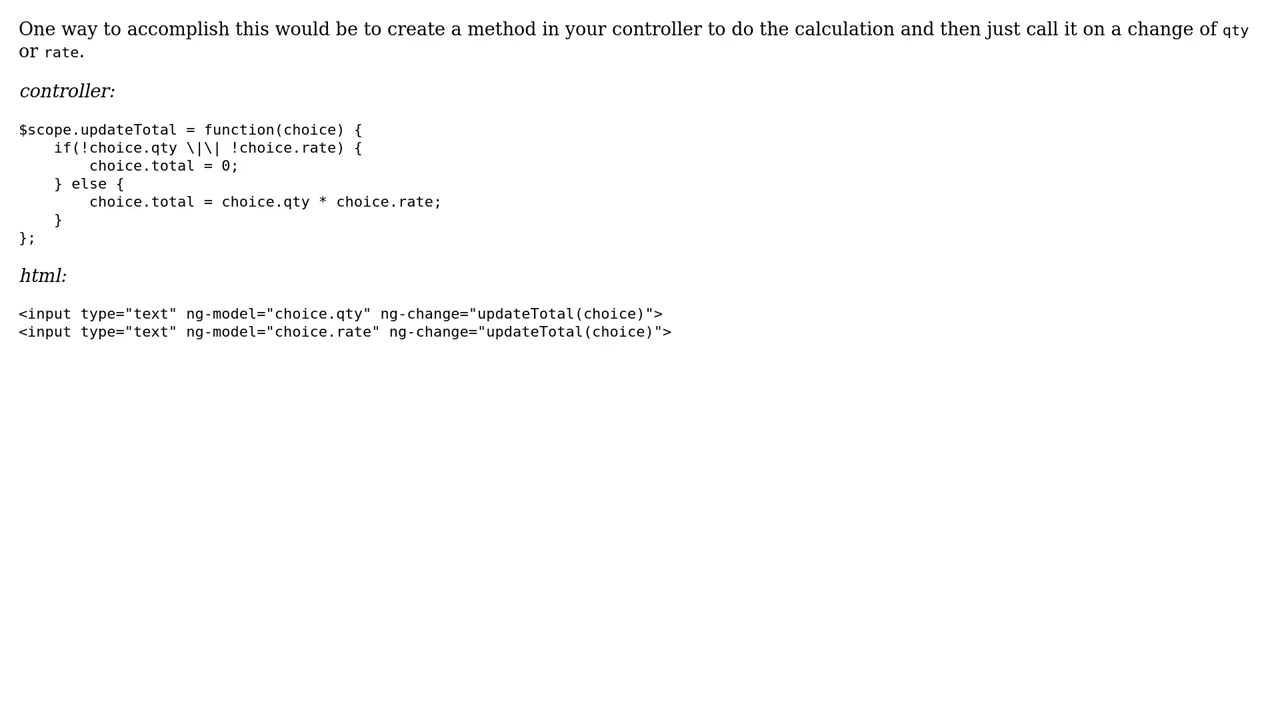 One way to accomplish this would be to create a method in your controller to do the calculation and then just call it on a change of qty
or rate.
controller:
$scope.updateTotal = function(choice) {
    if(!choice.qty \|\| !choice.rate) {
        choice.total = 0;
    } else {
        choice.total = choice.qty * choice.rate;
    }
};
html:
<input type="text" ng-model="choice.qty" ng-change="updateTotal(choice)">
<input type="text" ng-model="choice.rate" ng-change="updateTotal(choice)">